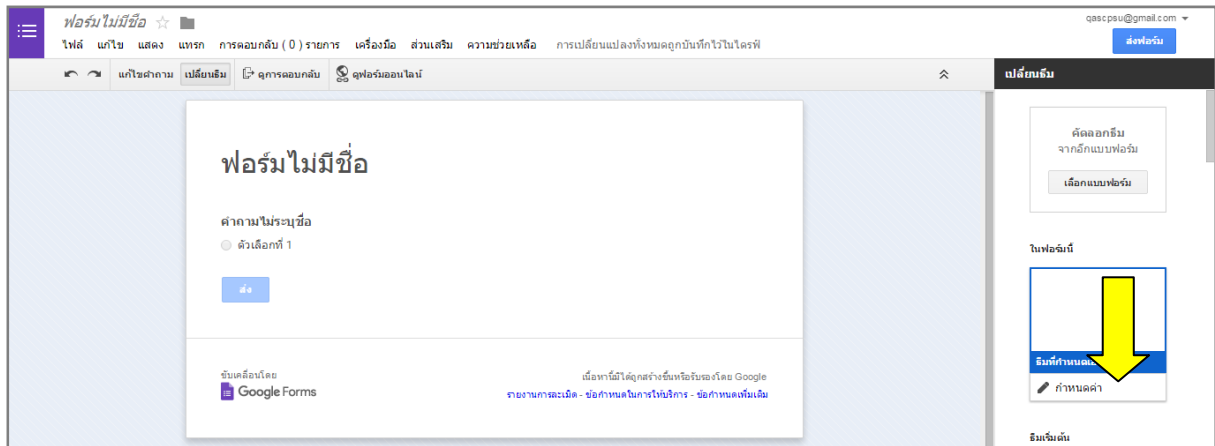 ฟอร์มไม่มีชื่อ
qascpsu@gmail.com
ไฟล์ แก้ไข แสดง แทรก การตอบกลับ ( 0 ) รายการ เครื่องมือ ส่วนเสริม ความช่วยเหลือ การเปลี่ยนแปลงทั้งหมดถูกบันทึกไว้ในไดรฟ์
ส่งฟอร์ม
แก้ไขคำถาม เปลี่ยนธีม ดูการตอบกลับ ดูฟอร์มออนไลน์
เปลี่ยนธีม
คัดลอกธีม
จากอีกแบบฟอร์ม
เลือกแบบฟอร์ม
ฟอร์มไม่มีชื่อ
คำถามไม่ระบุชื่อ
ตัวเลือกที่ 1
ส่ง
ในฟอร์มนี้
กำหนดค่า
ขับเคลื่อนโดย
Google Forms
เนื้อหานี้มิได้ถูกสร้างขึ้นหรือรับรองโดย Google
รายงานการละเมิด - ข้อกำหนดในการให้บริการ - ข้อกำหนดเพิ่มเติม
ธีมเริ่มต้น